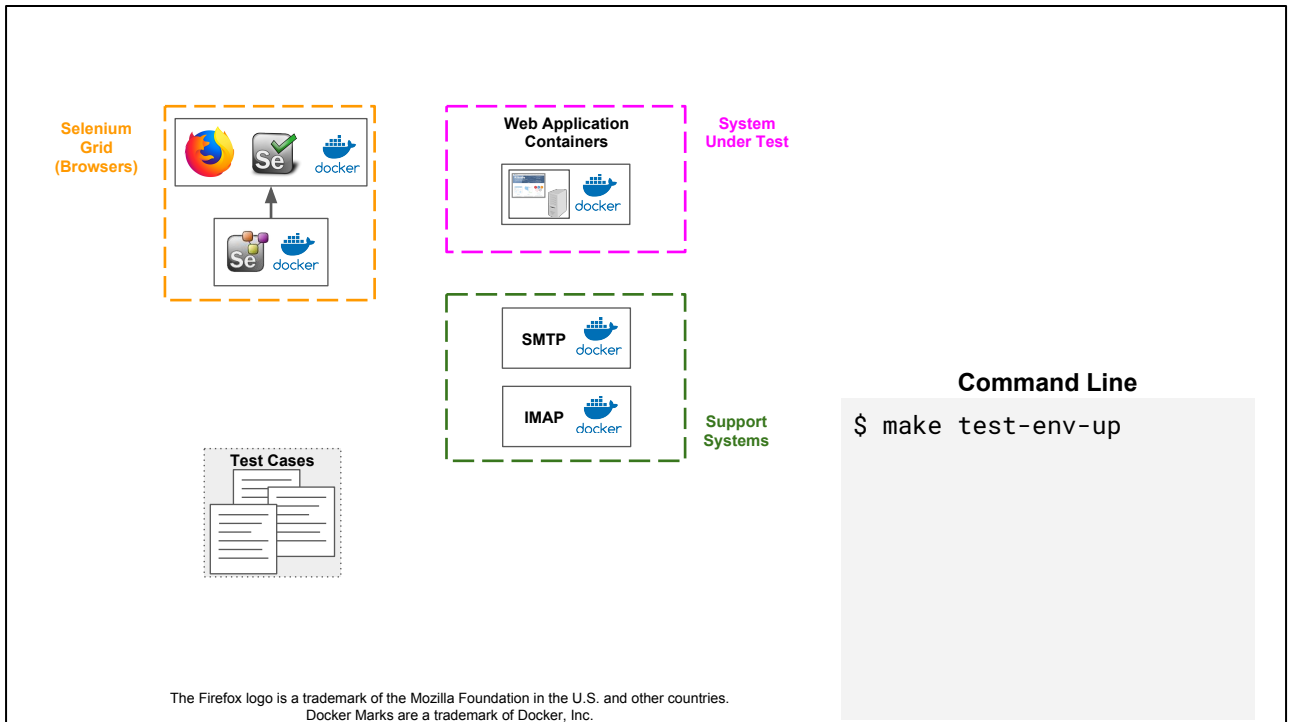 Selenium
Grid
(Browsers)
Se
docker
Se
docker
Web Application
Containers
docker
System
Under Test
SMTP
docker
IMAP
docker
Support
Systems
Test Cases
Command Line
$ make test-env-up
The Firefox logo is a trademark of the Mozilla Foundation in the U.S. and other countries.
Docker Marks are a trademark of Docker, Inc.